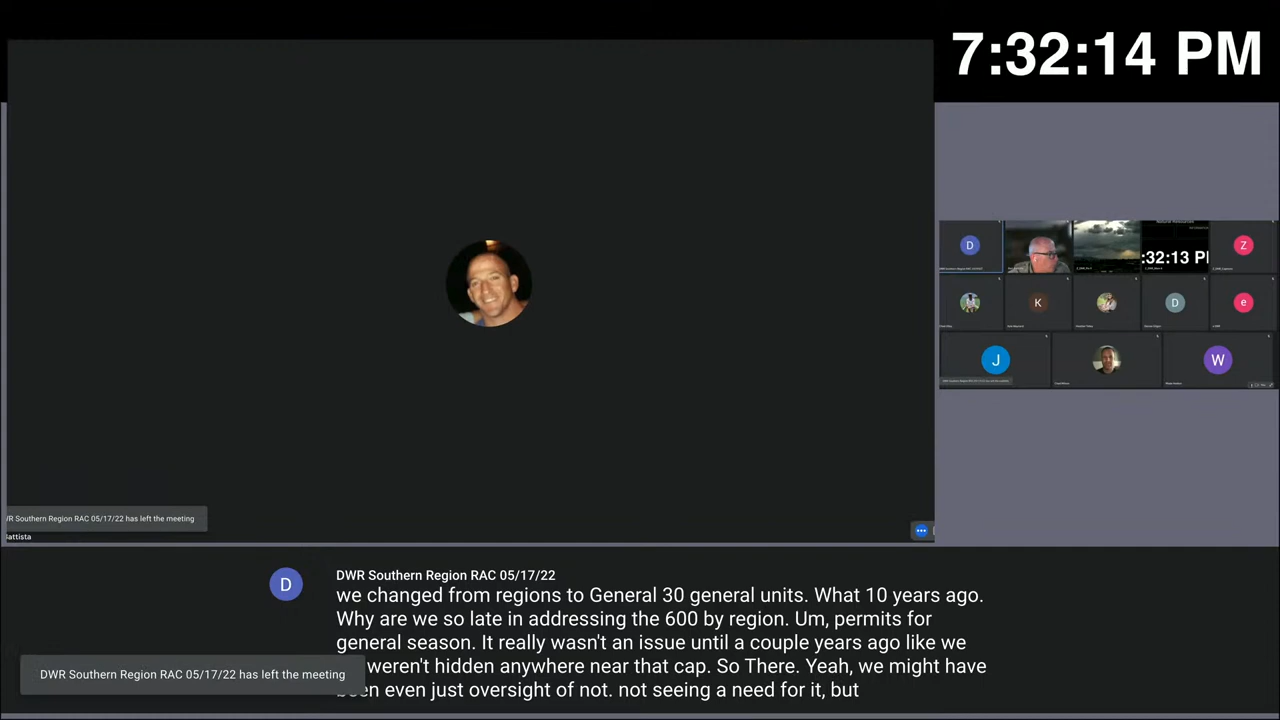 7:32:14 PM
D
:32:13 PM
Z
K
D
e
J
W
/R Southern Region RAC 05/17/22 has left the meeting
Battista
D
DWR Southern Region RAC 05/17/22
we changed from regions to General 30 general units. What 10 years ago.
Why are we so late in addressing the 600 by region. Um, permits for
general season. It really wasn't an issue until a couple years ago like we
weren't hidden anywhere near that cap. So There. Yeah, we might have
been even just oversight of not. not seeing a need for it, but
DWR Southern Region RAC 05/17/22 has left the meeting